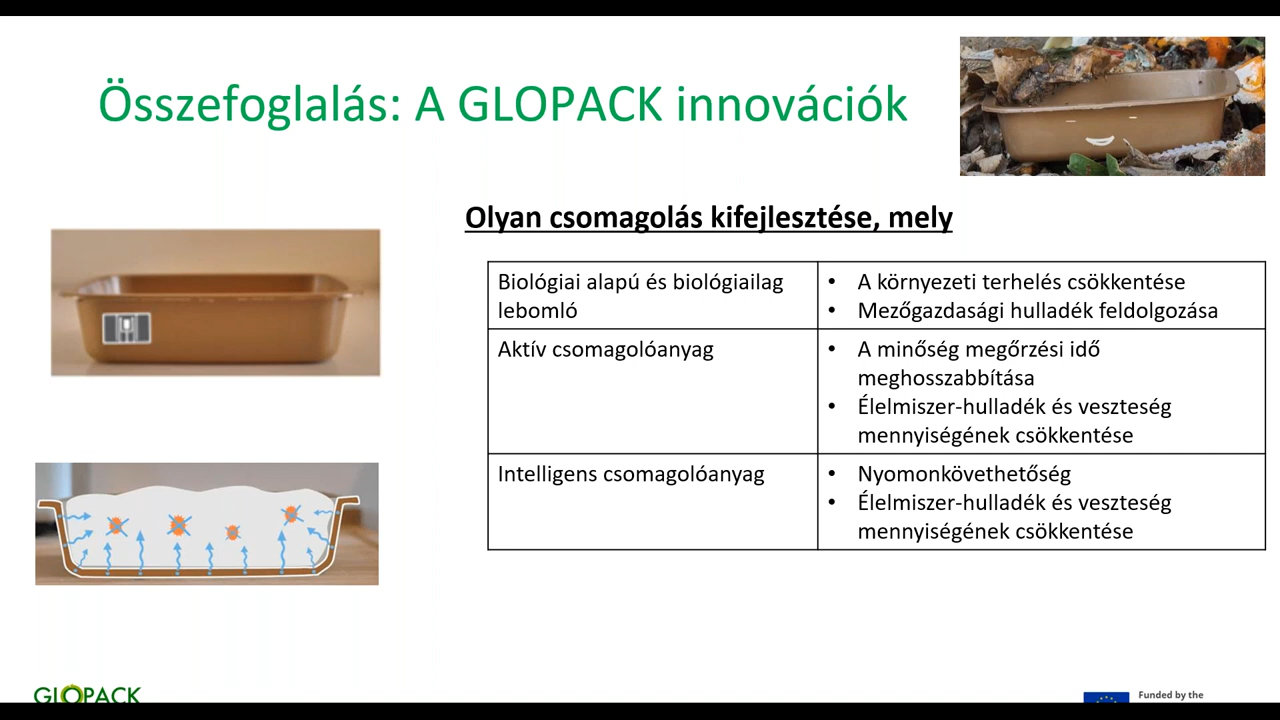 Összefoglalás: A GLOPACK innovációk
Olyan csomagolás kifejlesztése, mely
Biológiai alapú és biológiailag
lebomló
• A környezeti terhelés csökkentése
• Mezőgazdasági hulladék feldolgozása
Aktív csomagolóanyag
• A minőség megőrzési idő
meghosszabbítása
• Élelmiszer-hulladék és veszteség
mennyiségének csökkentése
Intelligens csomagolóanyag
• Nyomonkövethetőség
• Élelmiszer-hulladék és veszteség
mennyiségének csökkentése
GLOPACK
Funded by the